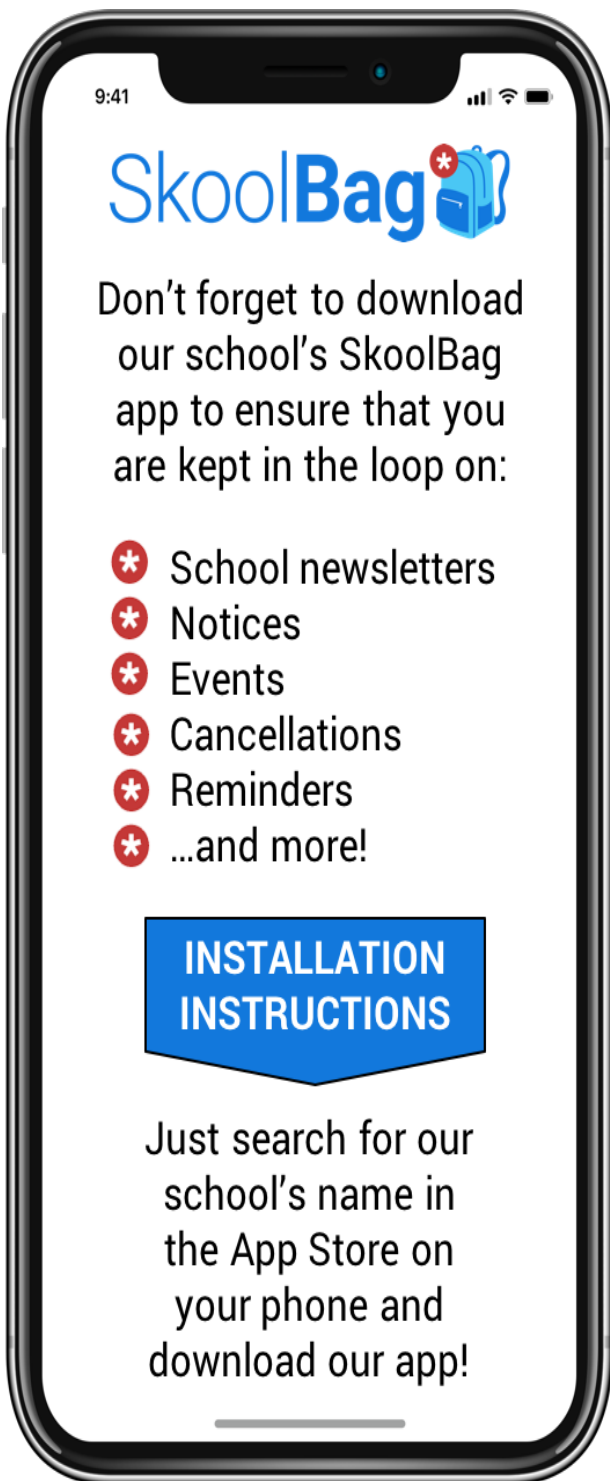 9:41
SkoolBag
Don't forget to download
our school's SkoolBag
app to ensure that you
are kept in the loop on:
School newsletters
Notices
Events
Cancellations
Reminders
...and more!
INSTALLATION
INSTRUCTIONS
Just search for our
school's name in
the App Store on
your phone and
download our app!